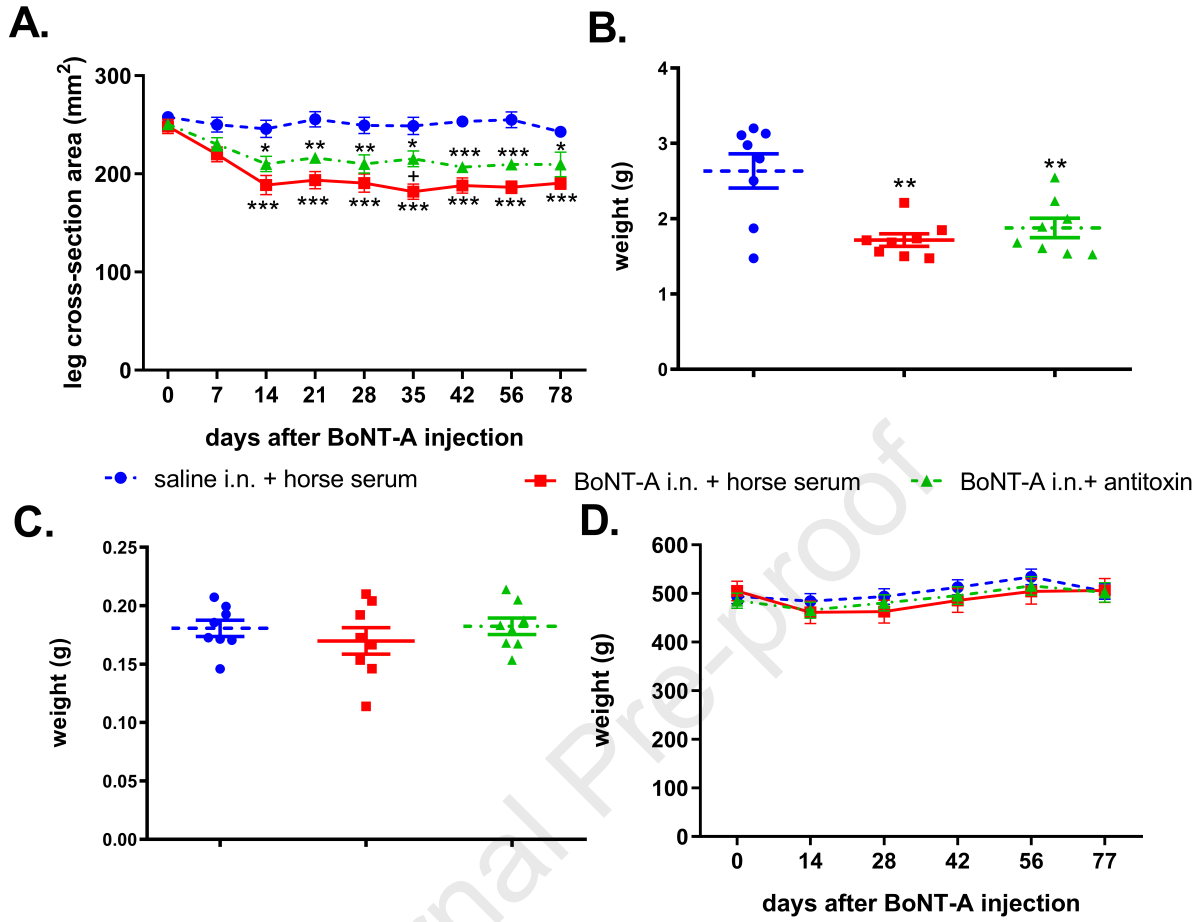 A.
leg cross-section area (mm2)
300
200
100
0
* ** ** * *** *** *
+
*** *** *** *** *** *** ***
0 7 14 21 28 35 42 56 78
days after BoNT-A injection
B.
weight (g)
4
3
2
1
0
** **
saline i.n. + horse serum
BoNT-A i.n. + horse serum
BoNT-A i.n.+ antitoxin
C.
weight (g)
0.25
0.20
0.15
0.10
0.05
0.00
D.
weight (g)
600
500
400
300
200
100
0
0 14 28 42 56 77
days after BoNT-A injection
rnal Pre-proof